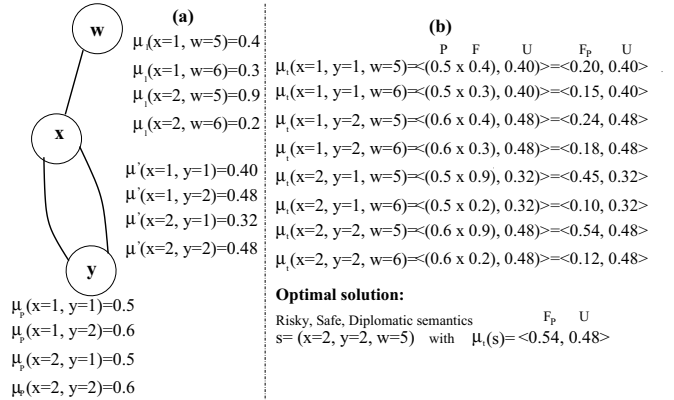 (a)
w
μ₁(x=1, w=5)=0.4
μ₁(x=1, w=6)=0.3
μ₁(x=2, w=5)=0.9
μ₁(x=2, w=6)=0.2
x
μ'(x=1, y=1)=0.40
μ'(x=1, y=2)=0.48
μ'(x=2, y=1)=0.32
μ'(x=2, y=2)=0.48
y
μₚ(x=1, y=1)=0.5
μₚ(x=1, y=2)=0.6
μₚ(x=2, y=1)=0.5
μₚ(x=2, y=2)=0.6
(b)
P F U Fₚ U
μₜ(x=1, y=1, w=5)=<(0.5 x 0.4), 0.40)>=<0.20, 0.40>
μₜ(x=1, y=1, w=6)=<(0.5 x 0.3), 0.40)>=<0.15, 0.40>
μₜ(x=1, y=2, w=5)=<(0.6 x 0.4), 0.48)>=<0.24, 0.48>
μₜ(x=1, y=2, w=6)=<(0.6 x 0.3), 0.48)>=<0.18, 0.48>
μₜ(x=2, y=1, w=5)=<(0.5 x 0.9), 0.32)>=<0.45, 0.32>
μₜ(x=2, y=1, w=6)=<(0.5 x 0.2), 0.32)>=<0.10, 0.32>
μₜ(x=2, y=2, w=5)=<(0.6 x 0.9), 0.48)>=<0.54, 0.48>
μₜ(x=2, y=2, w=6)=<(0.6 x 0.2), 0.48)>=<0.12, 0.48>
Optimal solution:
Risky, Safe, Diplomatic semantics Fₚ U
s= (x=2, y=2, w=5) with μₜ(s)= <0.54, 0.48>